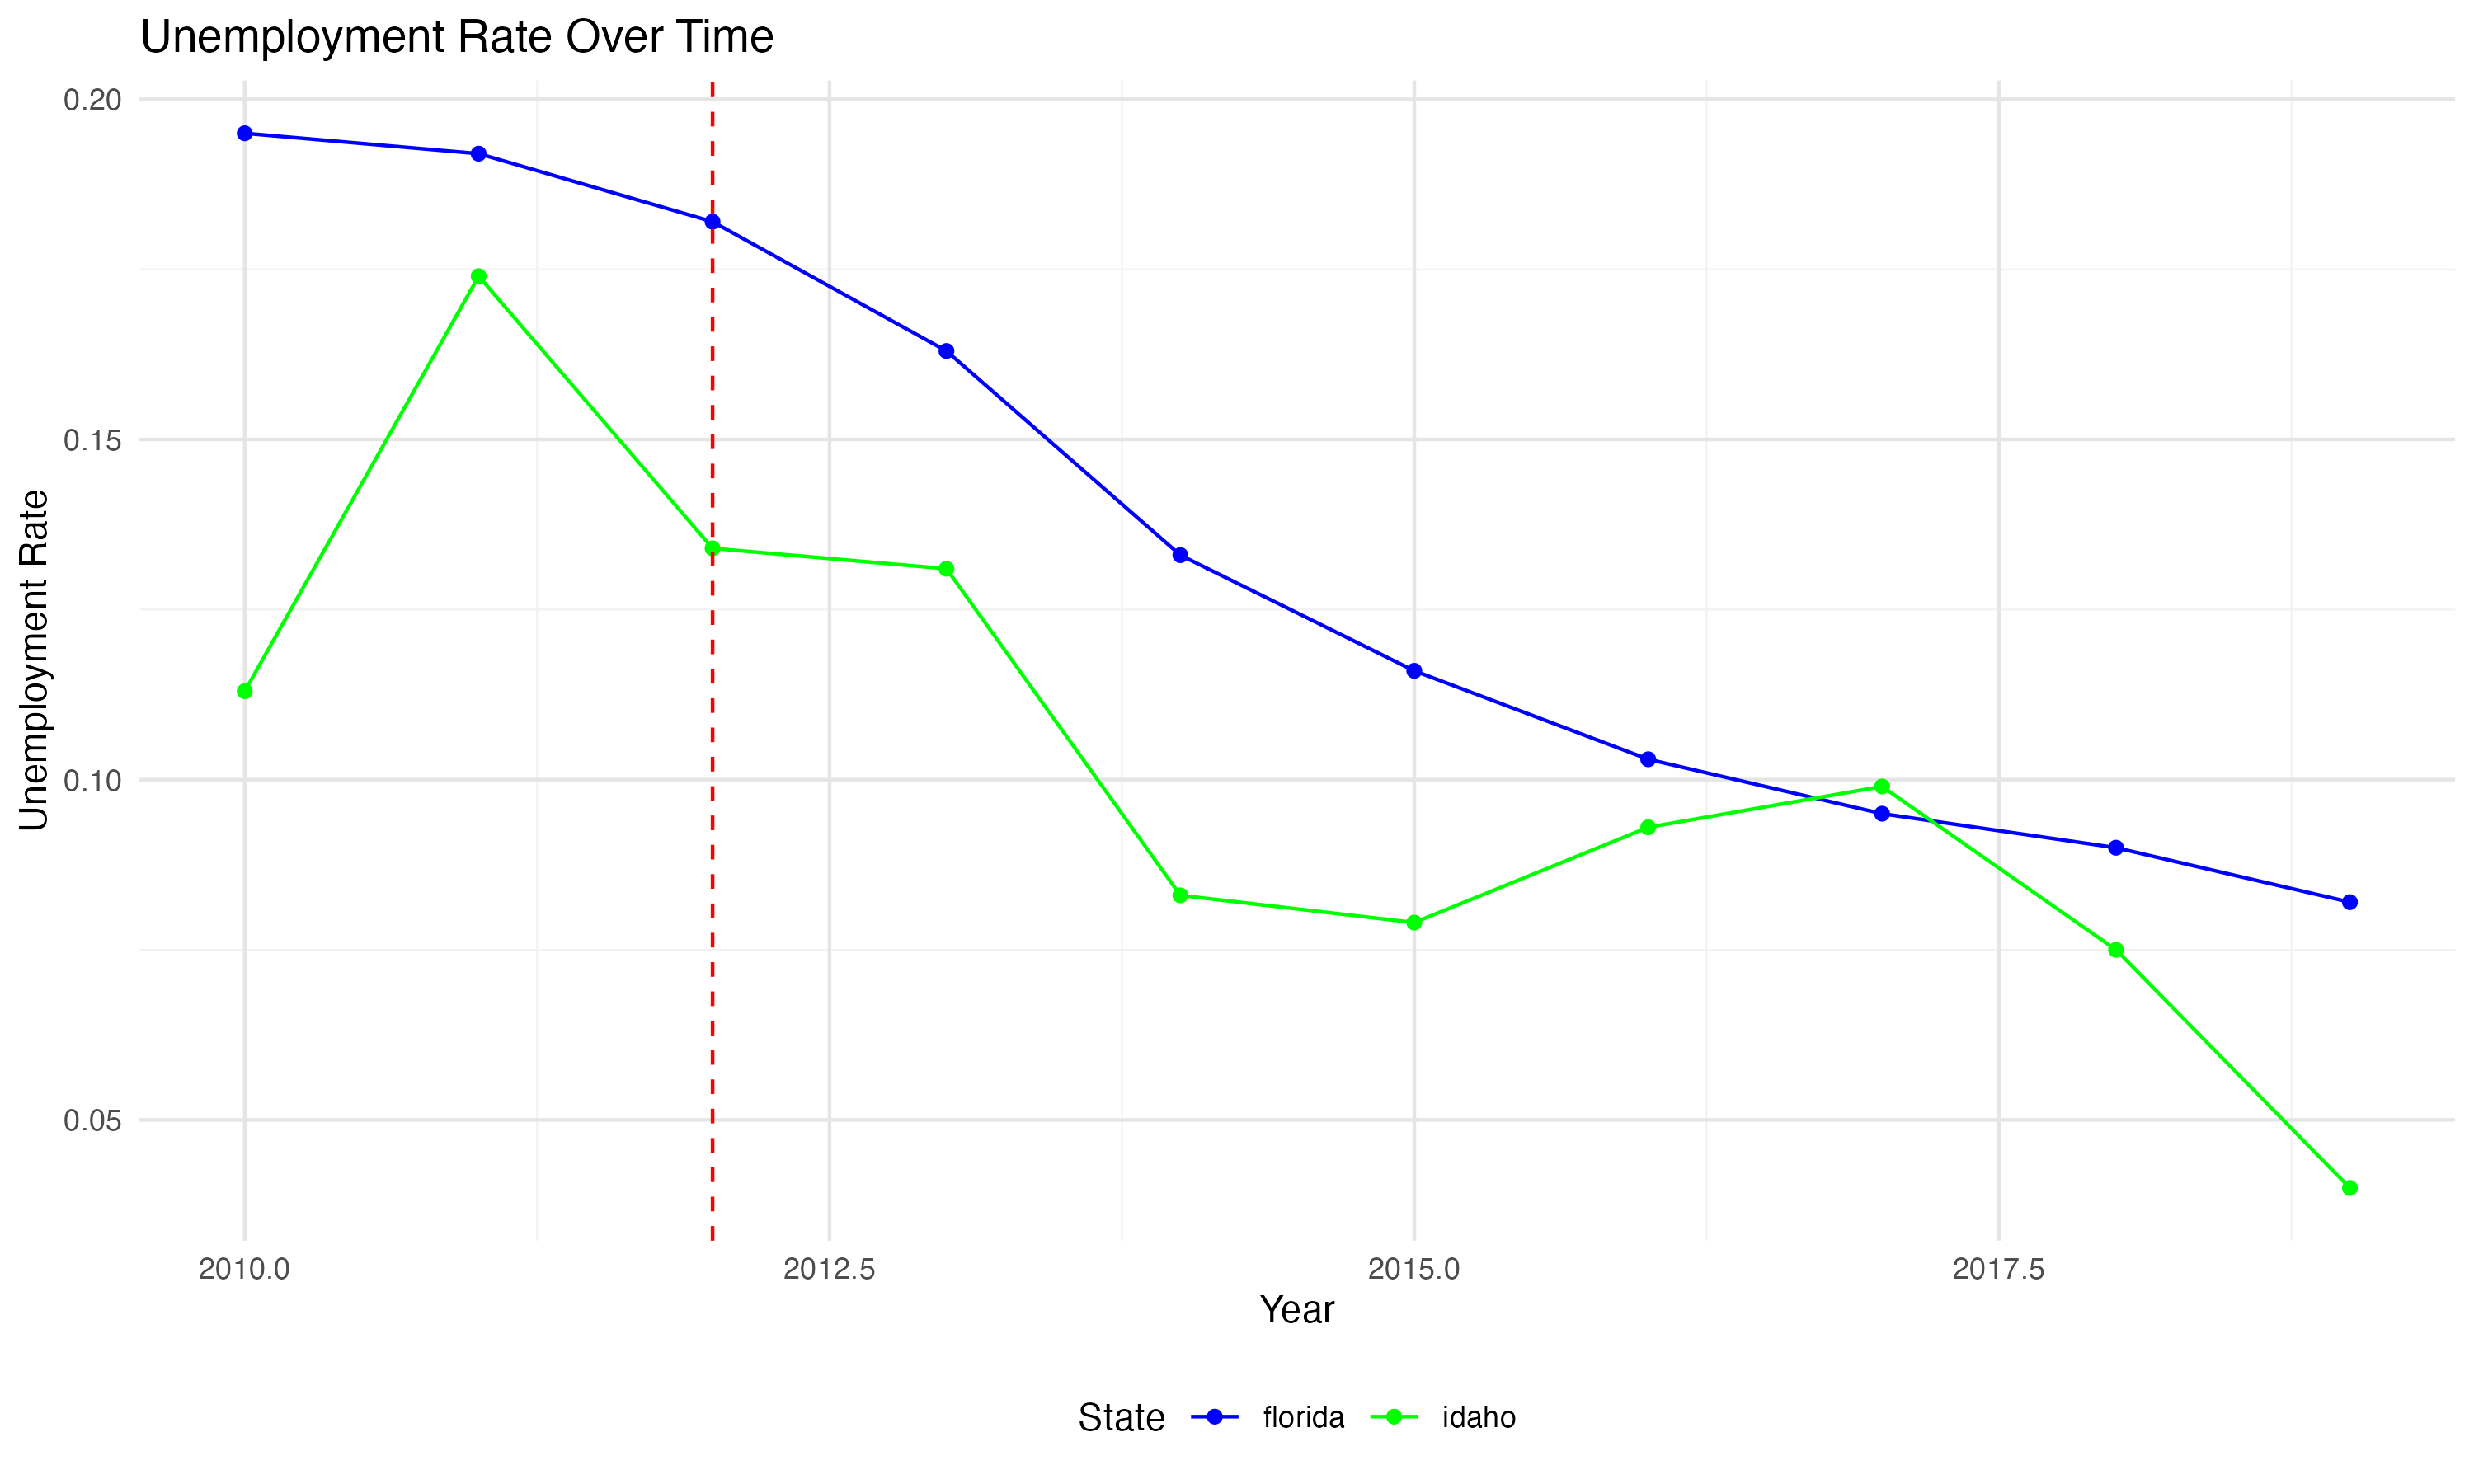 Unemployment Rate Over Time
0.20
0.15
0.10
0.05
Unemployment Rate
2010.0 2012.5 2015.0 2017.5
Year
State florida idaho